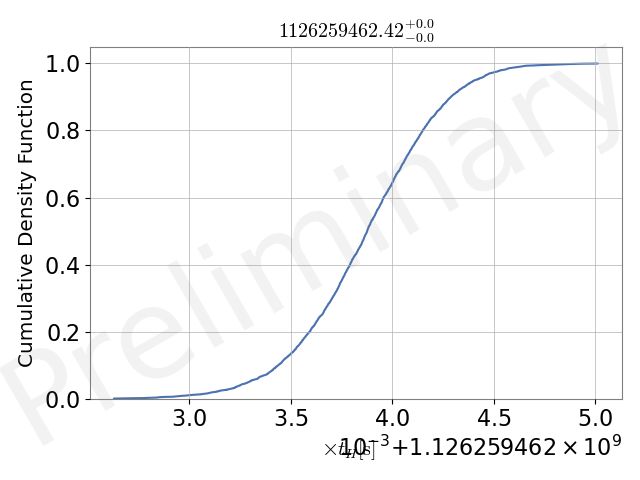 1126259462.42^{+0.0}_{-0.0}
Cumulative Density Function
1.0
0.8
0.6
0.4
0.2
0.0
3.0 3.5 4.0 4.5 5.0
×10^{-3}+1.126259462×10^9
t_H[s]
Preliminary